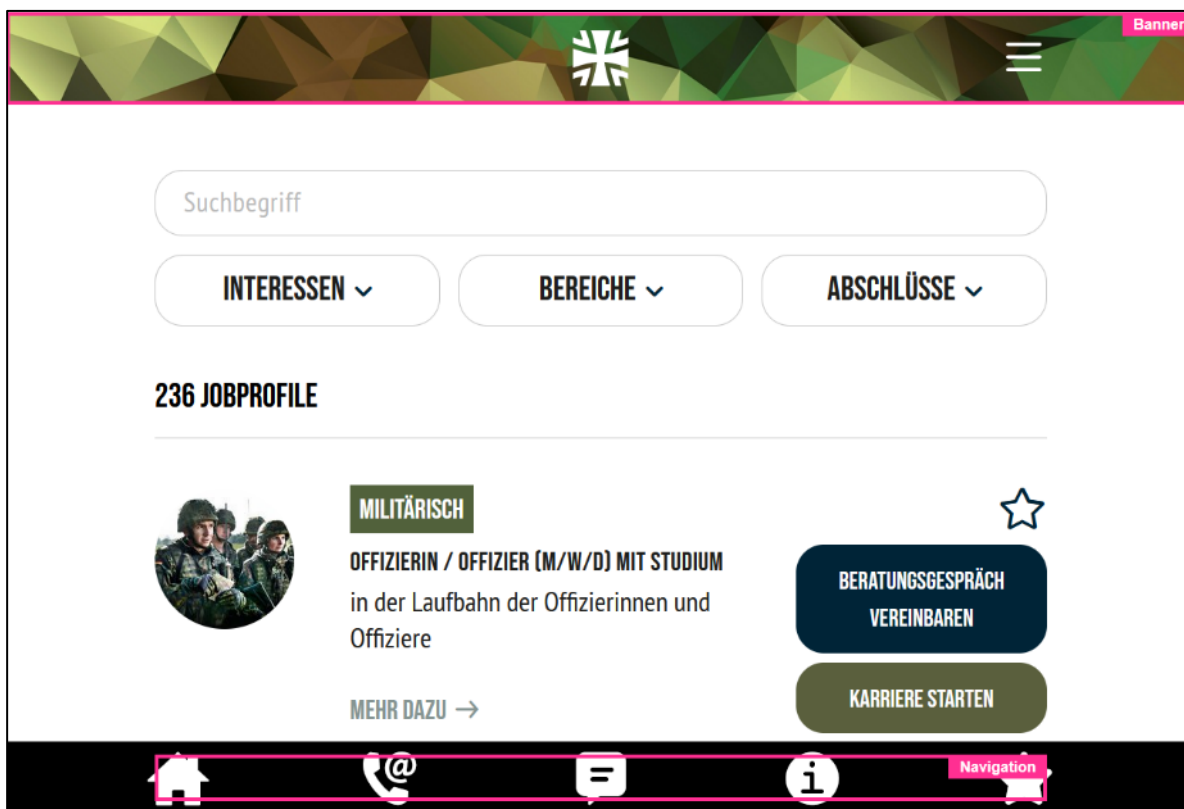 Banner
Suchbegriff
INTERESSEN
BEREICHE
ABSCHLÜSSE
236 JOBPROFILE
MILITÄRISCH
OFFIZIERIN / OFFIZIER (M/W/D) MIT STUDIUM
in der Laufbahn der Offizierinnen und
Offiziere
MEHR DAZU →
BERATUNGSGESPRÄCH
VEREINBAREN
KARRIERE STARTEN
@
i
Navigation